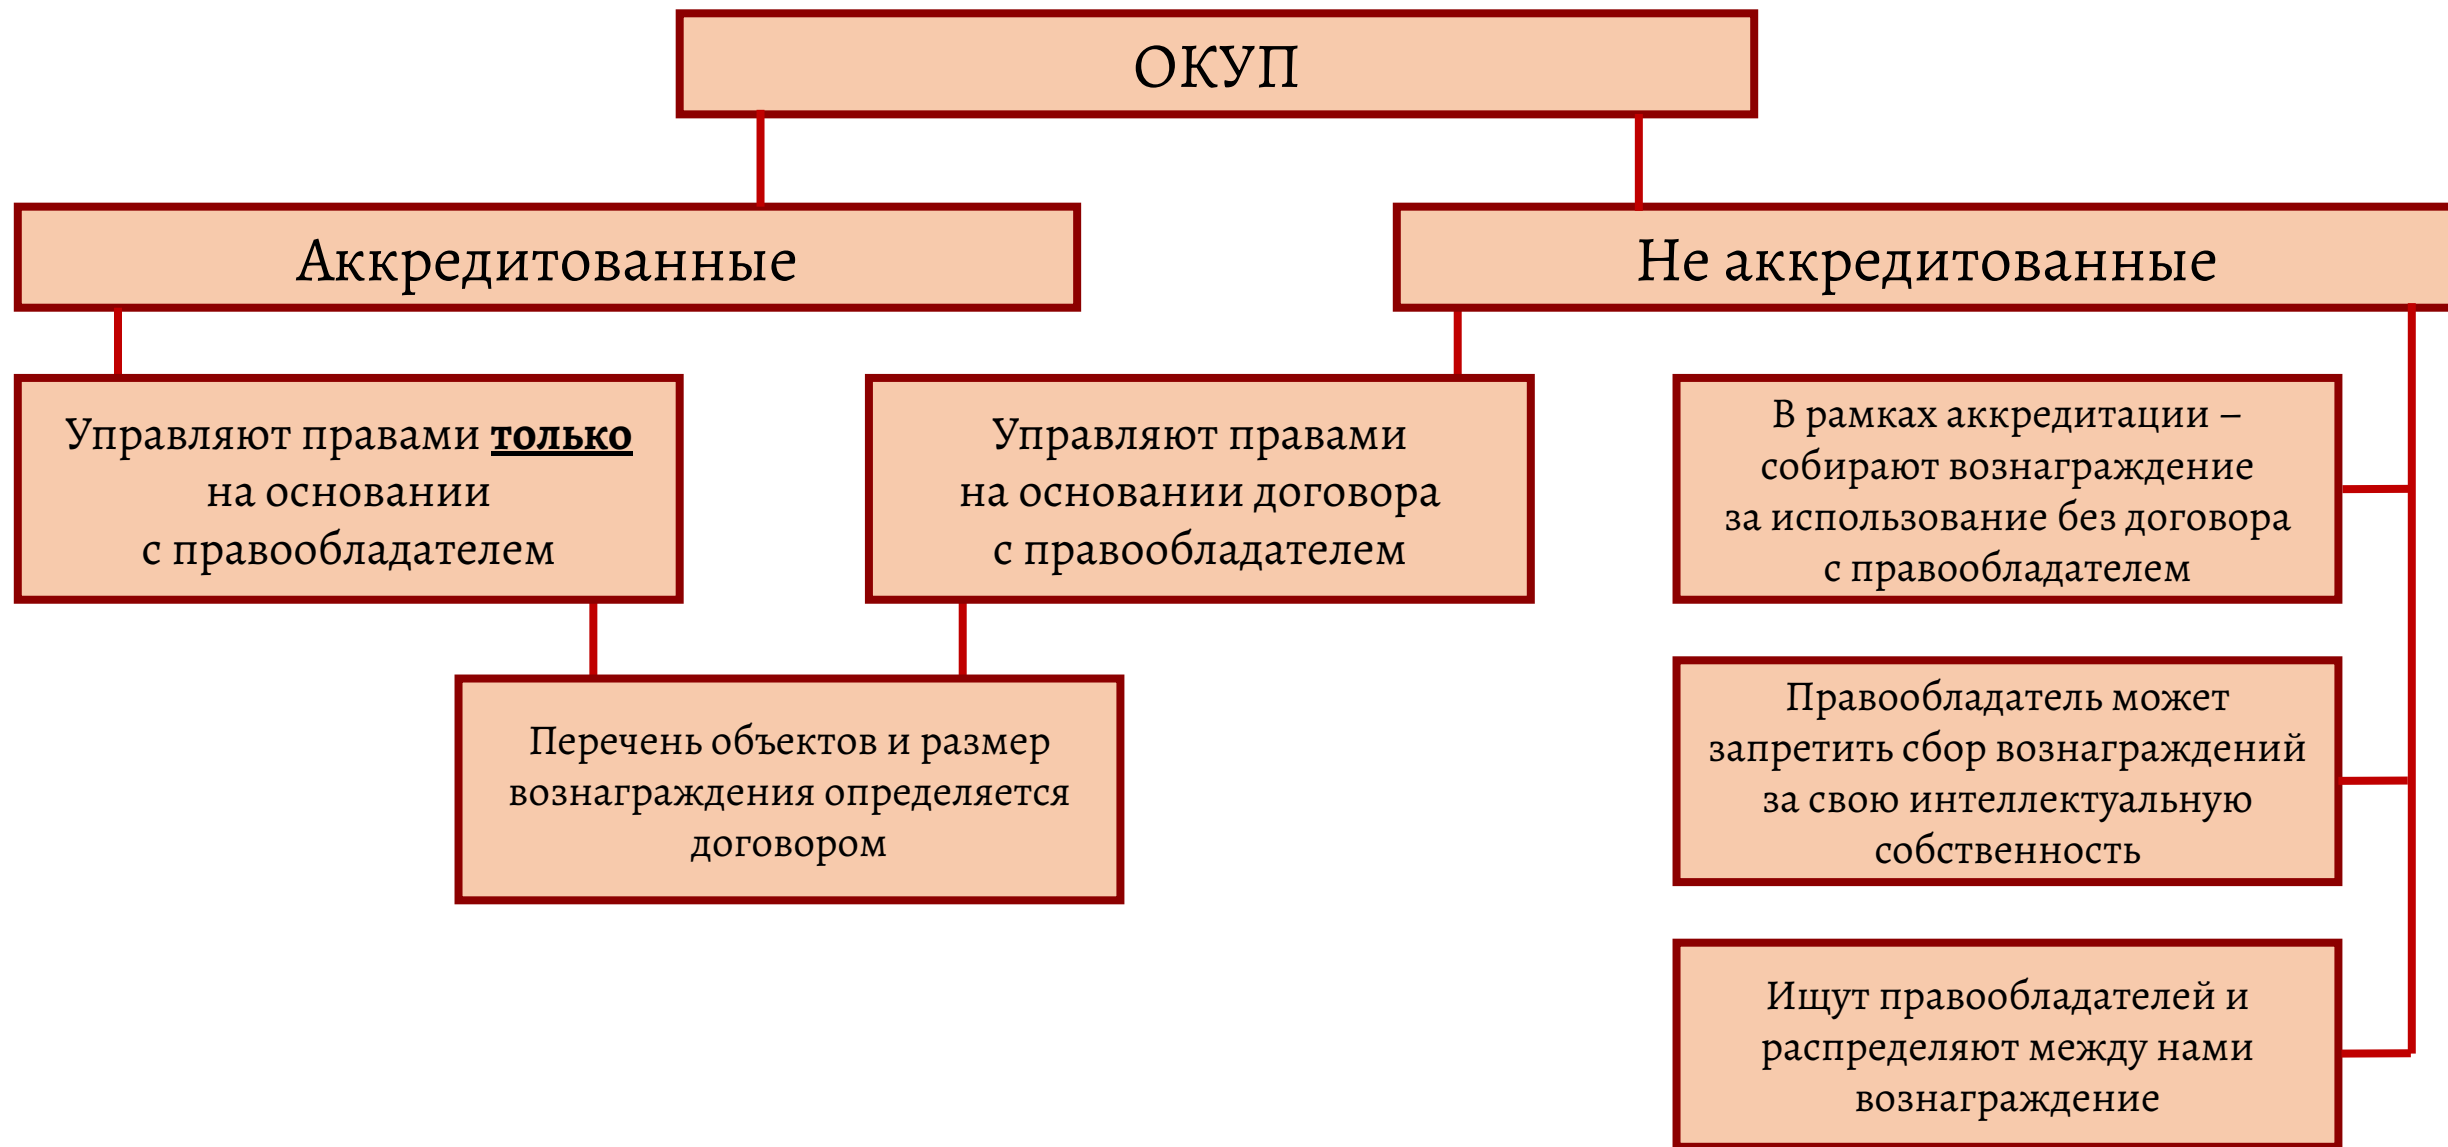 ОКУП
Аккредитованные
Не аккредитованные
Управляют правами только
на основании
с правообладателем
Управляют правами
на основании договора
с правообладателем
В рамках аккредитации –
собирают вознаграждение
за использование без договора
с правообладателем
Перечень объектов и размер
вознаграждения определяется
договором
Правообладатель может
запретить сбор вознаграждений
за свою интеллектуальную
собственность
Ищут правообладателей и
распределяют между нами
вознаграждение